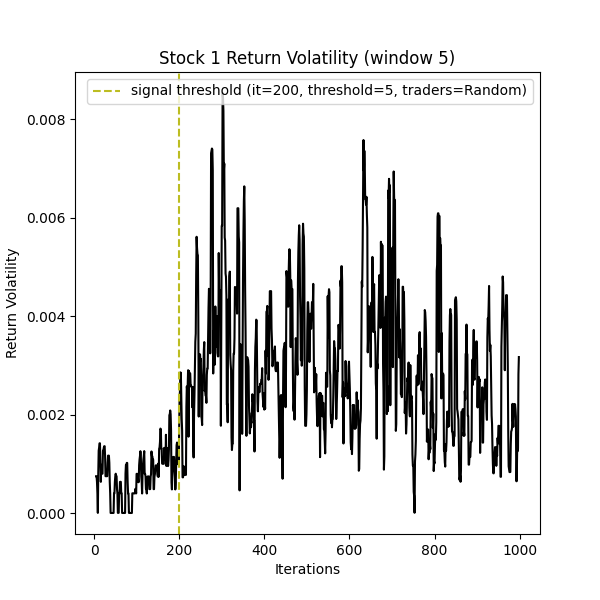 Stock 1 Return Volatility (window 5)
signal threshold (it=200, threshold=5, traders=Random)
0.008
0.006
0.004
0.002
0.000
Return Volatility
0
200
400
600
800
1000
Iterations